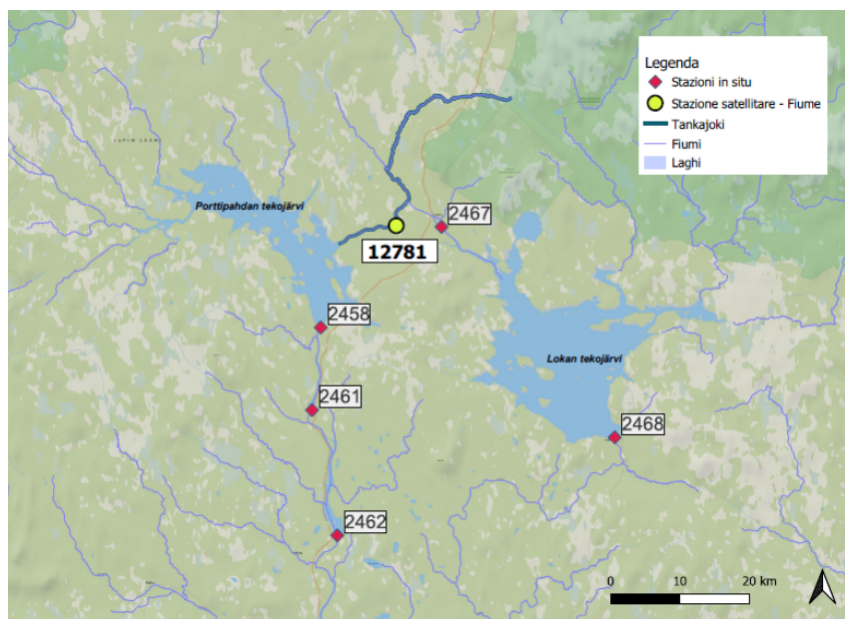 Legenda
Stazioni in situ
Stazione satellitare - Fiume
Tankajoki
Fiumi
Laghi
Porttipahdan tekojärvi
2467
12781
2458
Lokan tekojärvi
2461
2468
2462
0 10 20 km